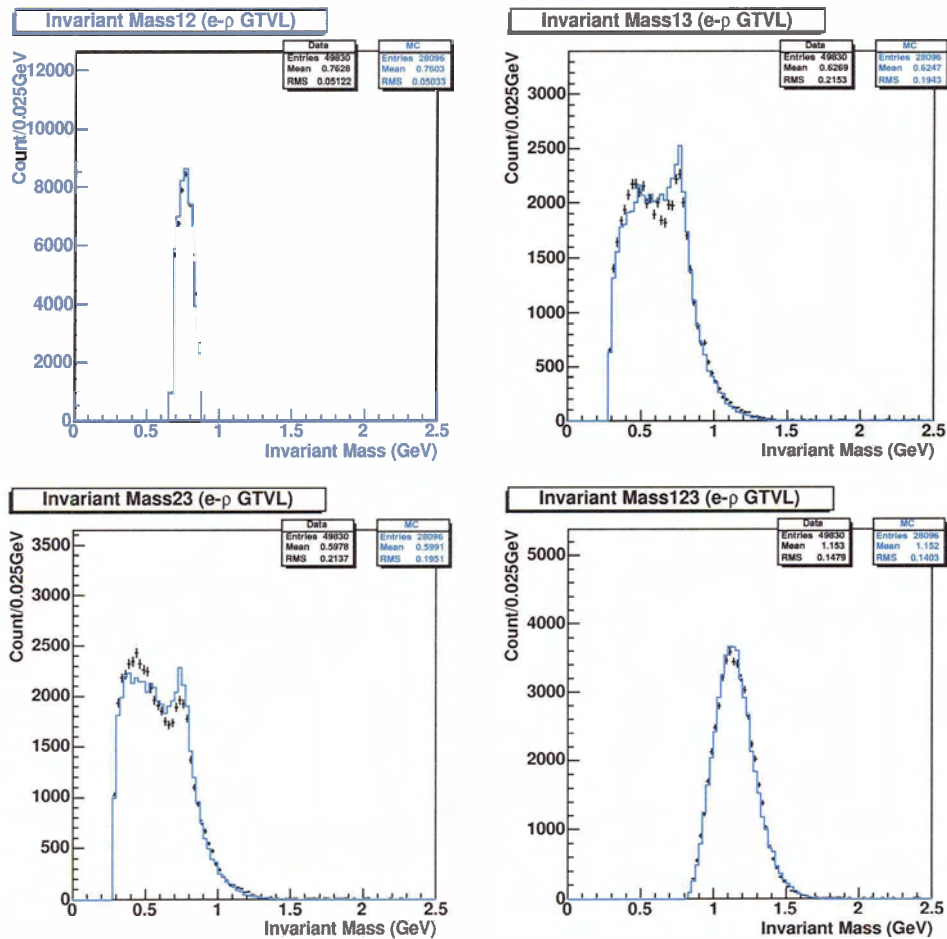 Invariant Mass12 (e-ρ GTVL)
Count/0.025GeV
Data
Entries 49830
Mean 0.7628
RMS 0.05122
MC
Entries 28096
Mean 0.7603
RMS 0.05033
12000
10000
8000
6000
4000
2000
0
0 0.5 1 1.5 2 2.5
Invariant Mass (GeV)
Invariant Mass13 (e-ρ GTVL)
Count/0.025GeV
Data
Entries 49830
Mean 0.6269
RMS 0.2153
MC
Entries 28096
Mean 0.6247
RMS 0.1943
3000
2500
2000
1500
1000
500
0
0 0.5 1 1.5 2 2.5
Invariant Mass (GeV)
Invariant Mass23 (e-ρ GTVL)
Count/0.025GeV
Data
Entries 49830
Mean 0.5978
RMS 0.2137
MC
Entries 28096
Mean 0.5991
RMS 0.1951
3500
3000
2500
2000
1500
1000
500
0
0 0.5 1 1.5 2 2.5
Invariant Mass (GeV)
Invariant Mass123 (e-ρ GTVL)
Count/0.025GeV
Data
Entries 49830
Mean 1.153
RMS 0.1479
MC
Entries 28096
Mean 1.152
RMS 0.1403
5000
4000
3000
2000
1000
0
0 0.5 1 1.5 2 2.5
Invariant Mass (GeV)